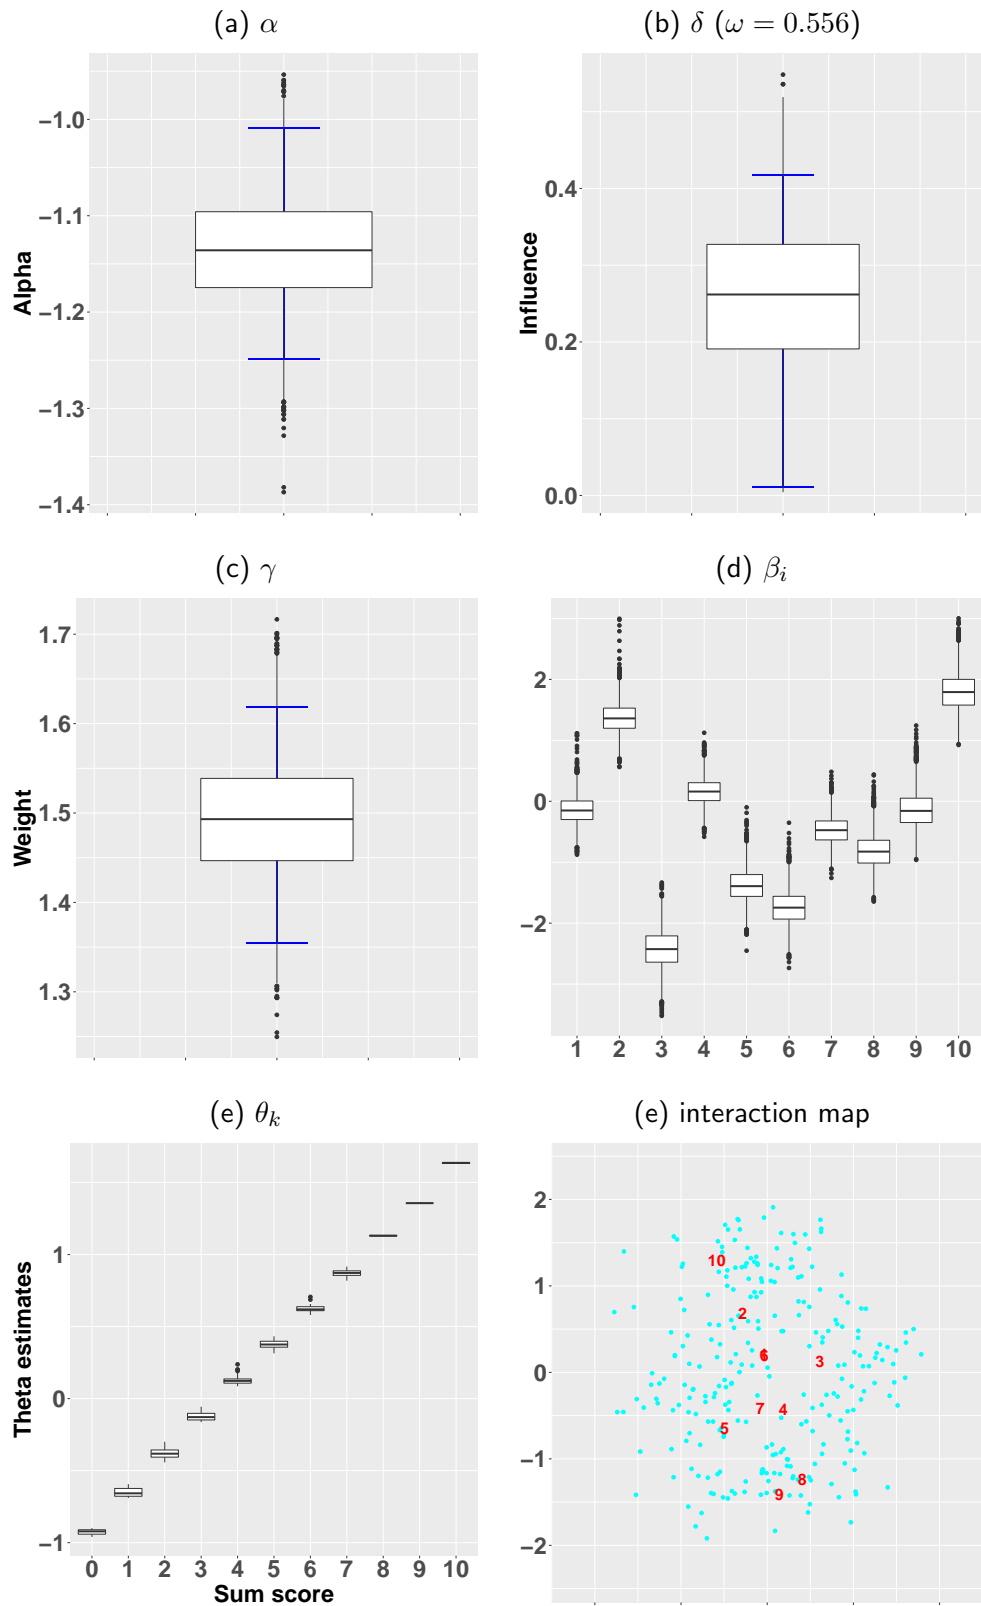 (a) α
(b) δ (ω = 0.556)
Alpha
−1.0
−1.1
−1.2
−1.3
−1.4
Influence
0.4
0.2
0.0
(c) γ
(d) βi
Weight
1.7
1.6
1.5
1.4
1.3
2
0
−2
1 2 3 4 5 6 7 8 9 10
(e) θk
(e) interaction map
Theta estimates
1
0
−1
0 1 2 3 4 5 6 7 8 9 10
Sum score
2
1
0
−1
−2
10
2
6
3
7 4
5
8
9